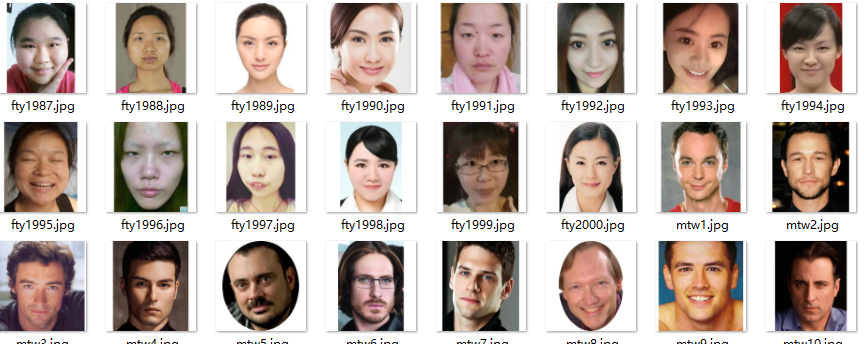 fty1987.jpg fty1988.jpg fty1989.jpg fty1990.jpg fty1991.jpg fty1992.jpg fty1993.jpg fty1994.jpg
fty1995.jpg fty1996.jpg fty1997.jpg fty1998.jpg fty1999.jpg fty2000.jpg mtw1.jpg mtw2.jpg
mtw3.jpg mtw4.jpg mtw5.jpg mtw6.jpg mtw7.jpg mtw8.jpg mtw9.jpg mtw10.jpg